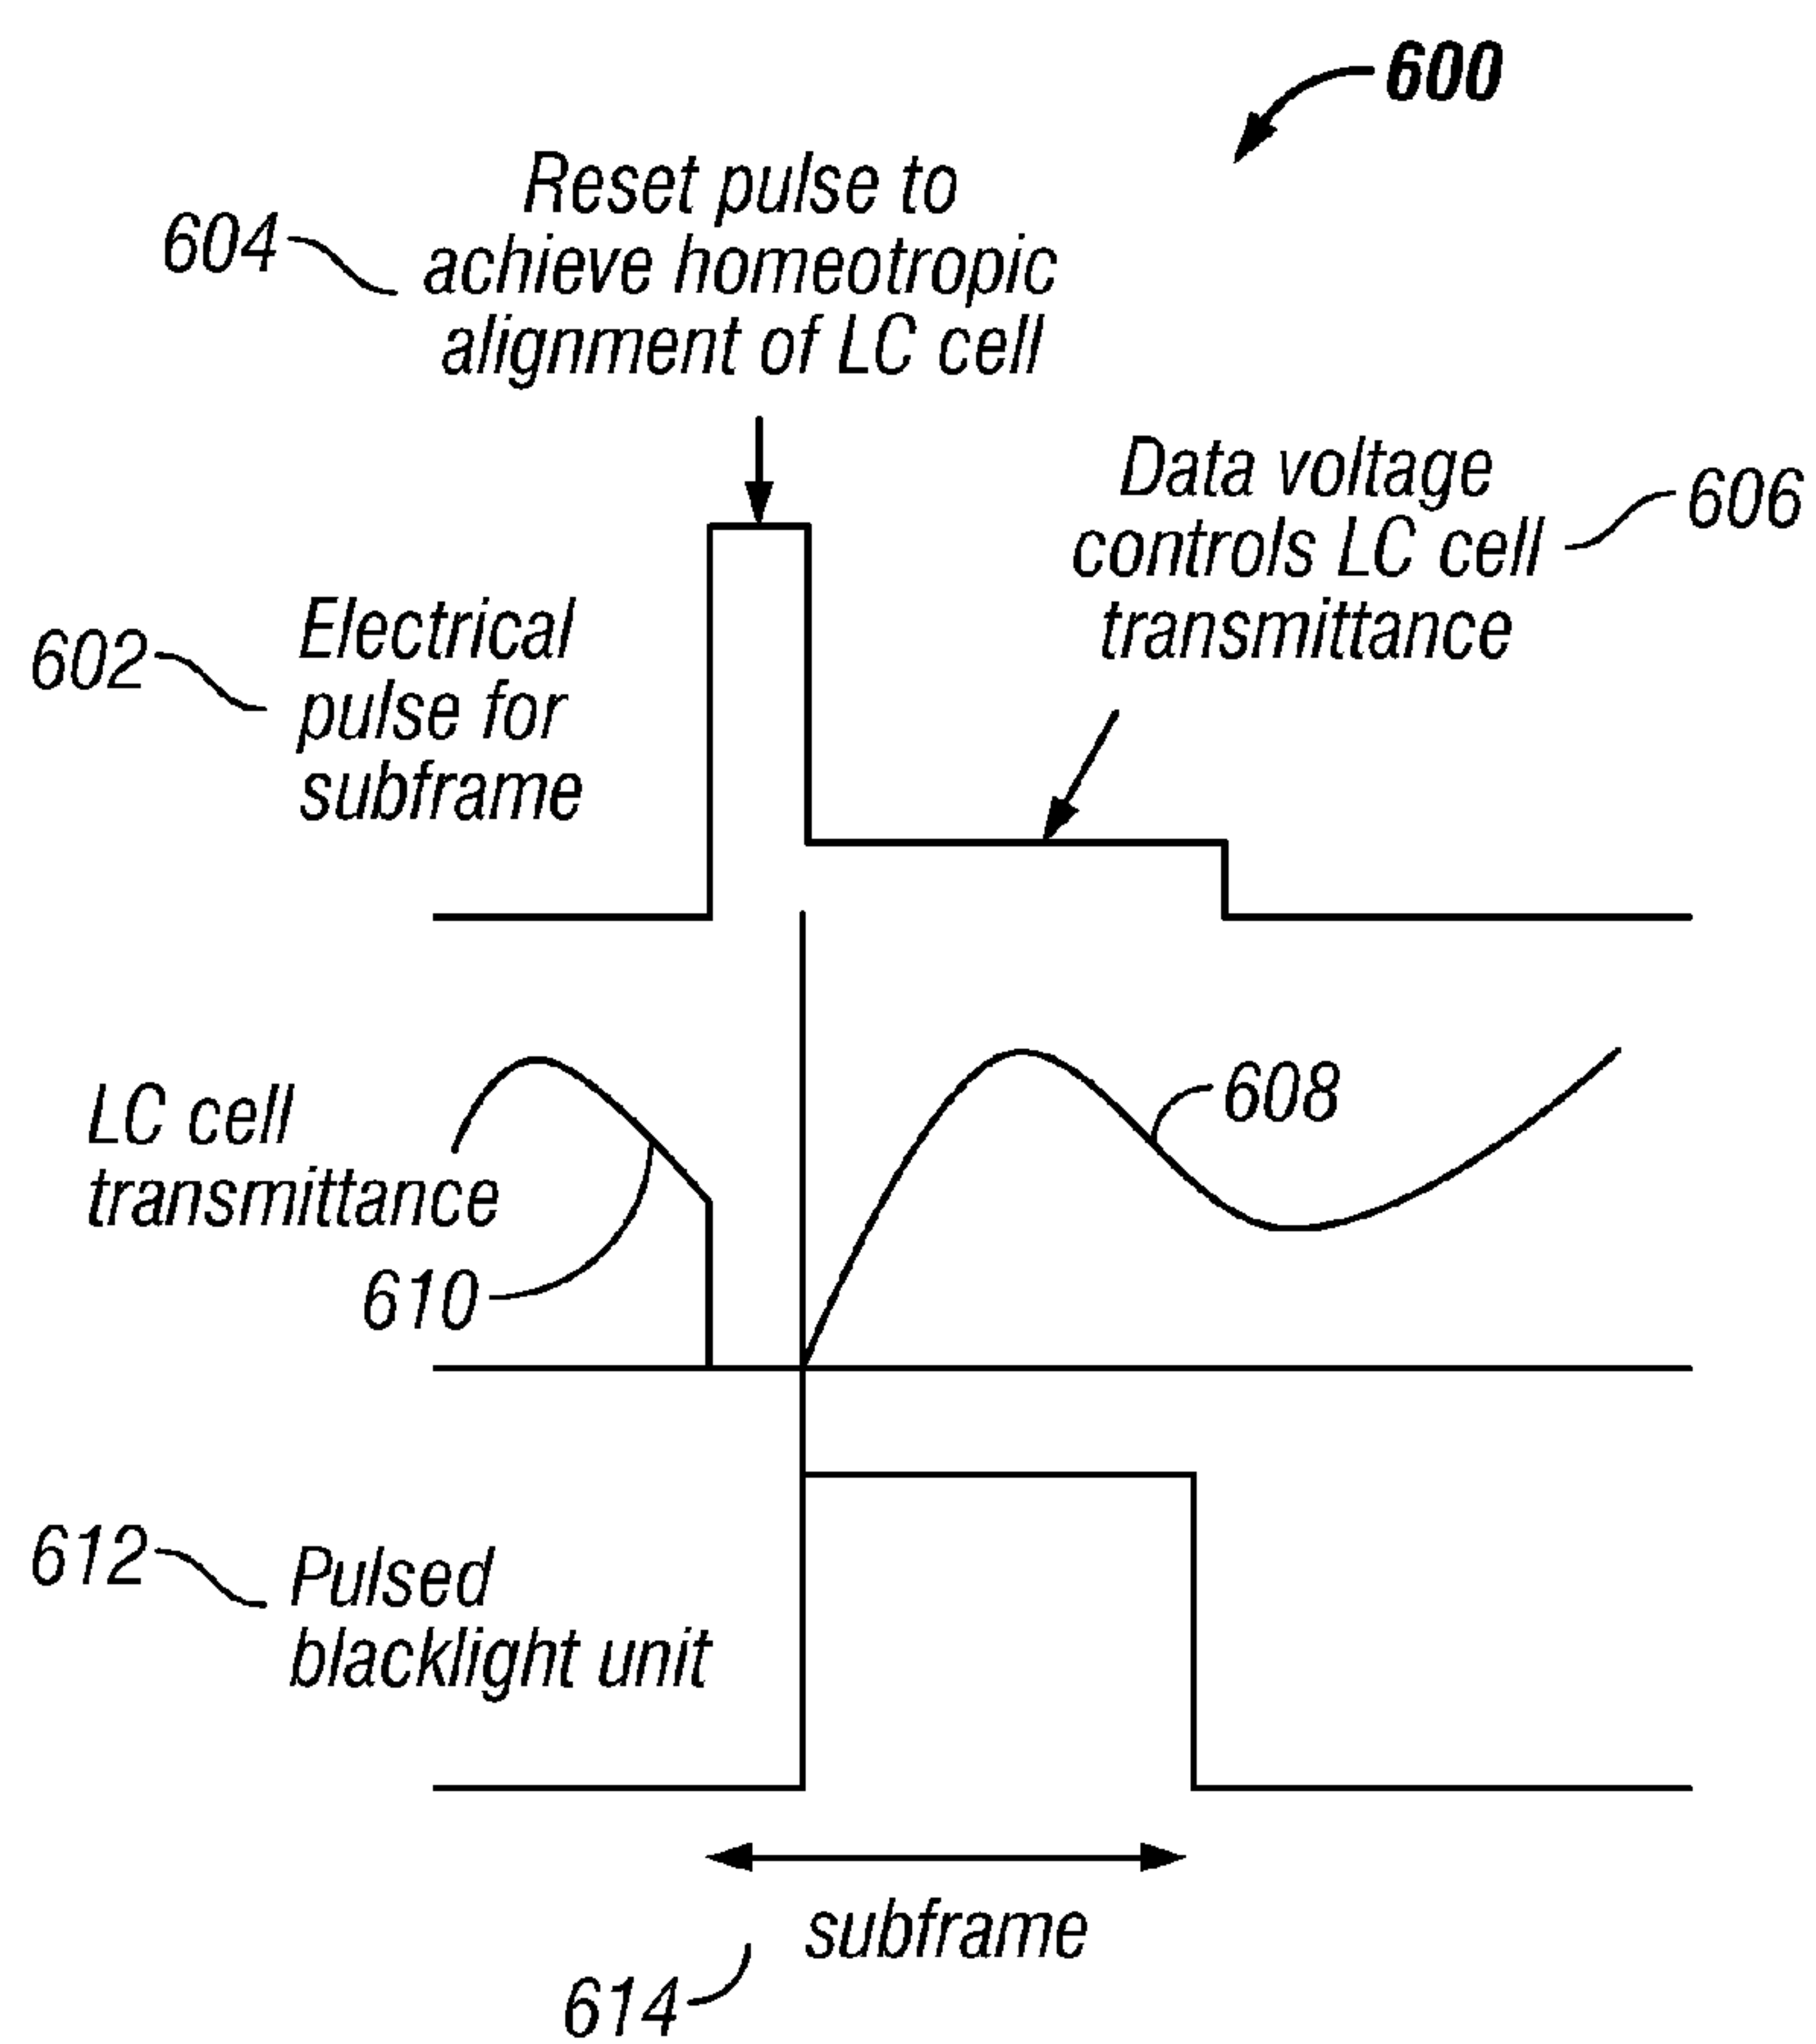 600
Reset pulse to
achieve homeotropic
alignment of LC cell
604
Data voltage
controls LC cell
transmittance
606
Electrical
pulse for
subframe
602
LC cell
transmittance
608
610
612
Pulsed
blacklight unit
subframe
614